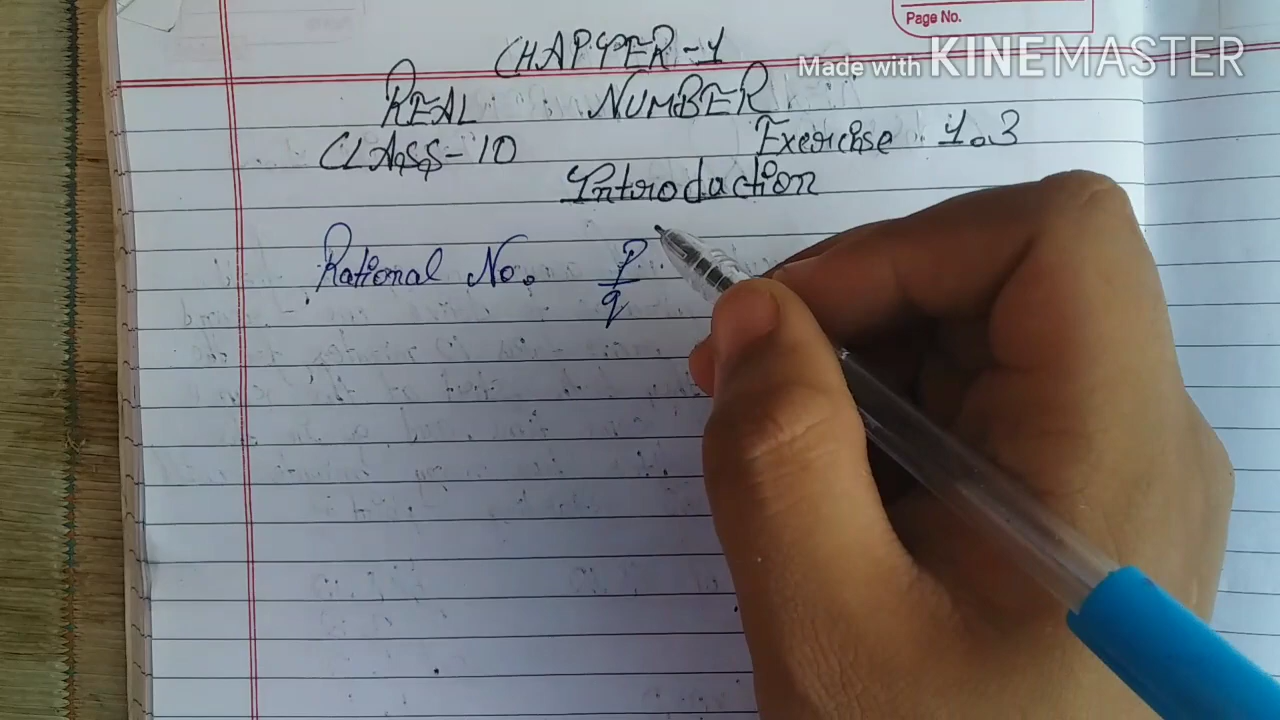 Page No.
Made with KINEMASTER
CHAPTER-1
REAL NUMBER
CLASS-10
Exercise 1.3
Introduction
Rational No. p/q